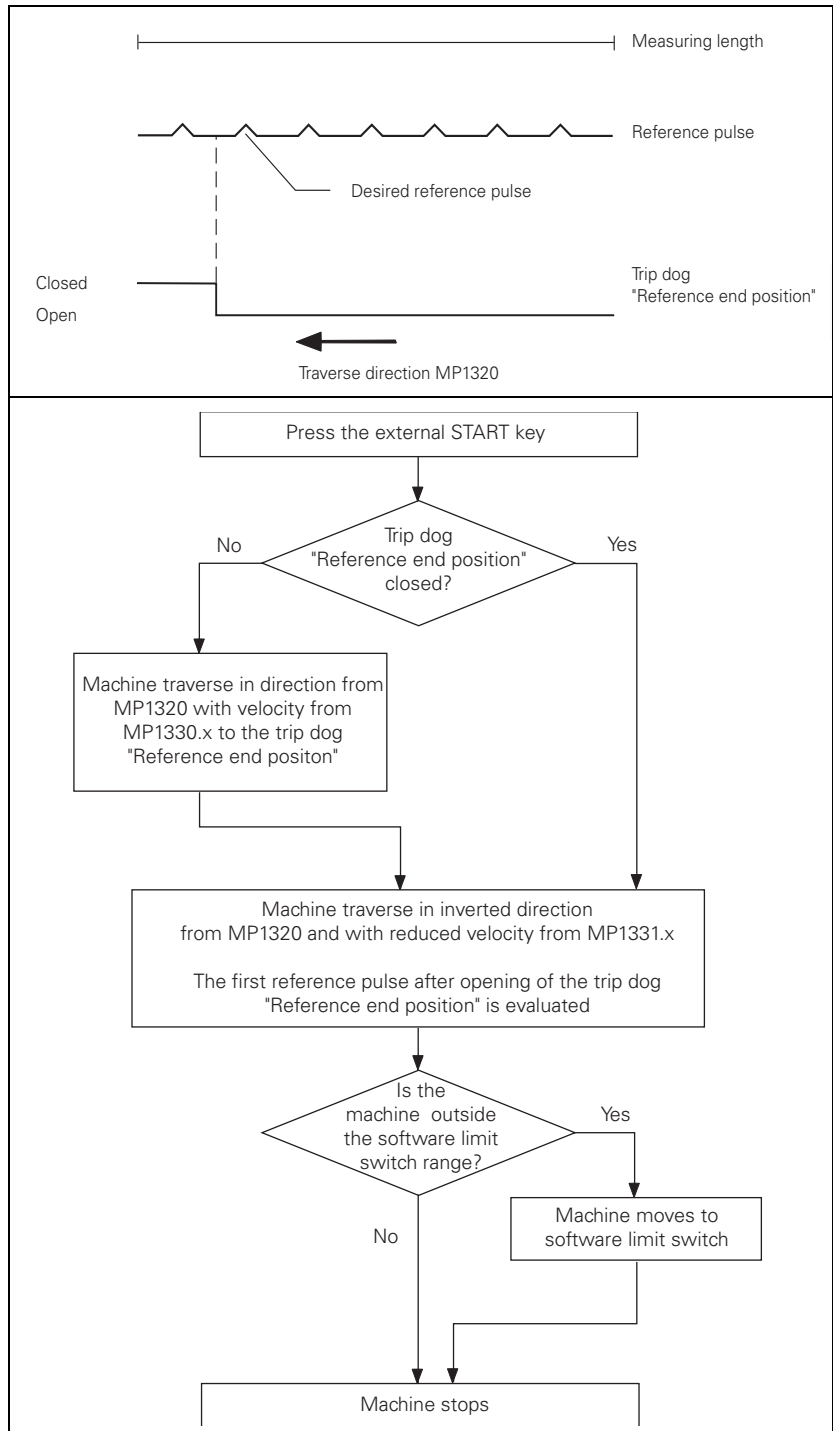 Measuring length
Reference pulse
Desired reference pulse
Closed
Open
Trip dog
"Reference end position"
Traverse direction MP1320
Press the external START key
Trip dog
"Reference end position"
closed?
No
Yes
Machine traverse in direction from
MP1320 with velocity from
MP1330.x to the trip dog
"Reference end positon"
Machine traverse in inverted direction
from MP1320 and with reduced velocity from MP1331.x
The first reference pulse after opening of the trip dog
"Reference end position" is evaluated
Is the
machine outside
the software limit
switch range?
Yes
No
Machine moves to
software limit switch
Machine stops